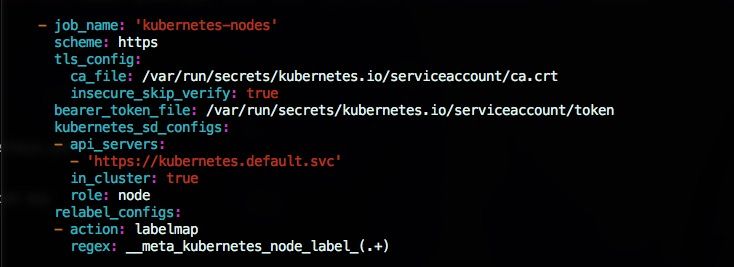 - job_name: 'kubernetes-nodes'
scheme: https
tls_config:
ca_file: /var/run/secrets/kubernetes.io/serviceaccount/ca.crt
insecure_skip_verify: true
bearer_token_file: /var/run/secrets/kubernetes.io/serviceaccount/token
kubernetes_sd_configs:
- api_servers:
- 'https://kubernetes.default.svc'
in_cluster: true
role: node
relabel_configs:
- action: labelmap
regex: __meta_kubernetes_node_label_(.+)